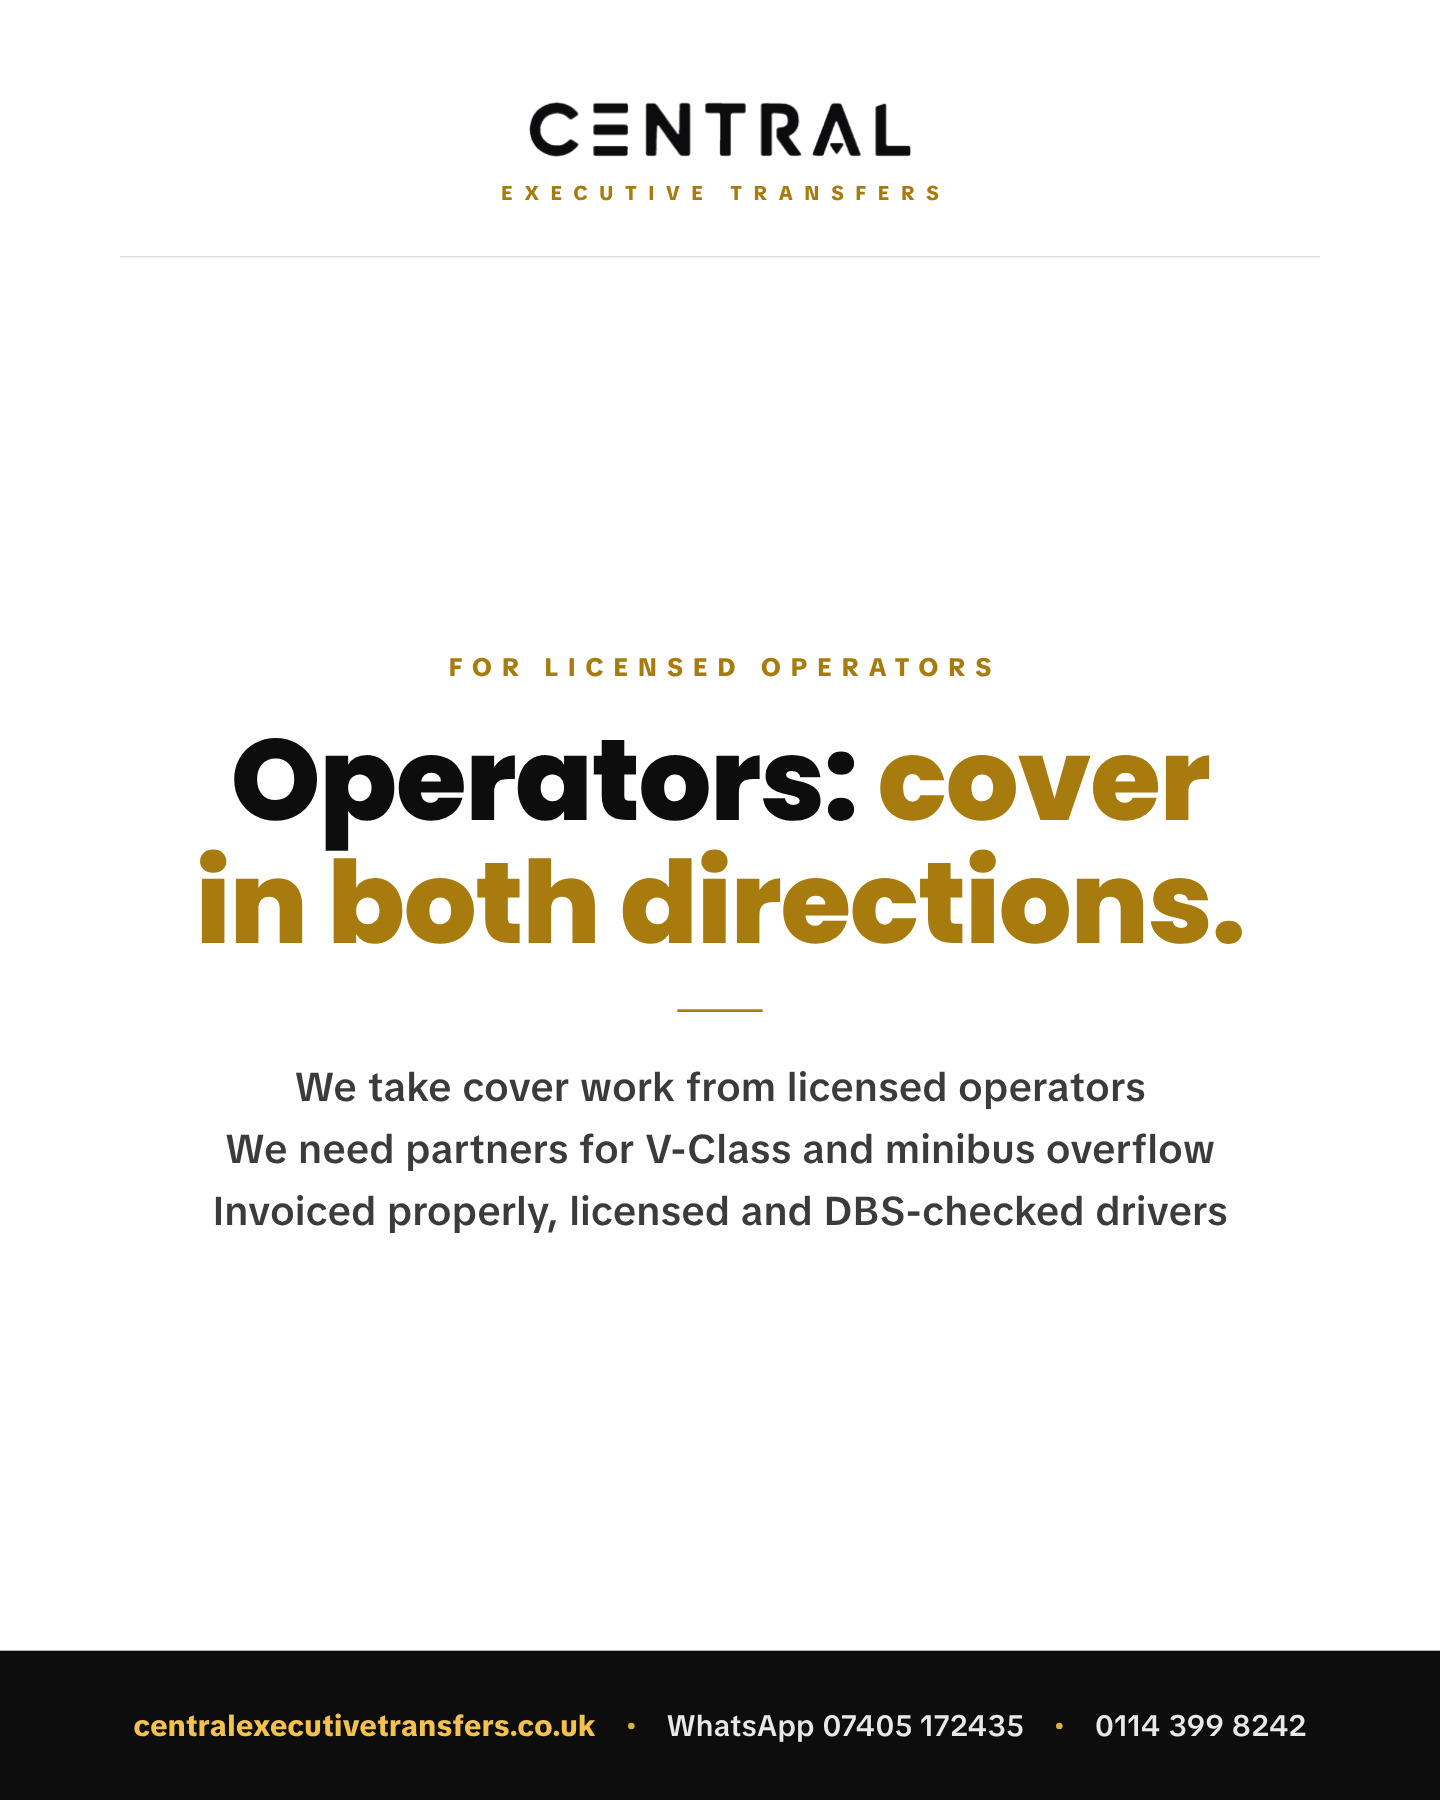 CENTRAL
EXECUTIVE TRANSFERS
FOR LICENSED OPERATORS
Operators: cover
in both directions.
We take cover work from licensed operators
We need partners for V-Class and minibus overflow
Invoiced properly, licensed and DBS-checked drivers
centralexecutivetransfers.co.uk • WhatsApp 07405 172435 • 0114 399 8242